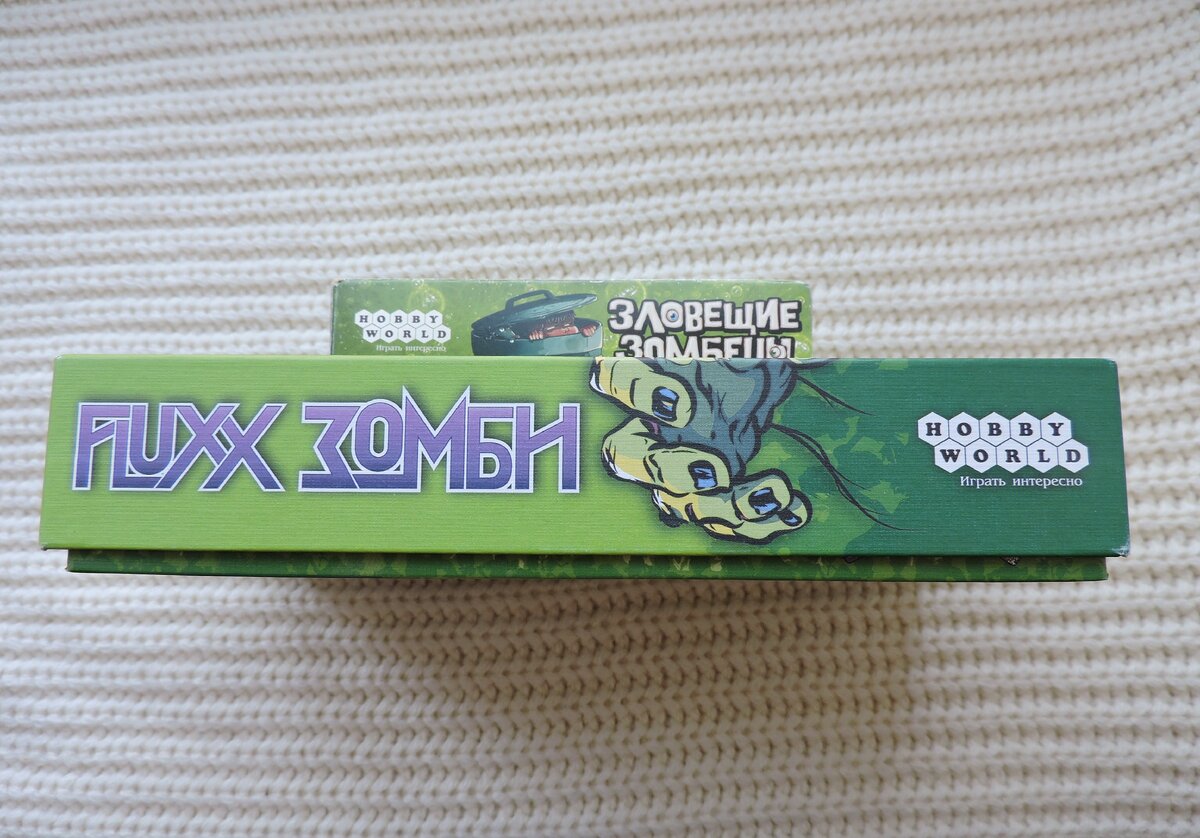 HOBBY
WORLD
Играть интересно
ЗЛОВЕЩИЕ
ЗОМБЕЦЫ
FLUXX ЗОМБИ
HOBBY
WORLD
Играть интересно